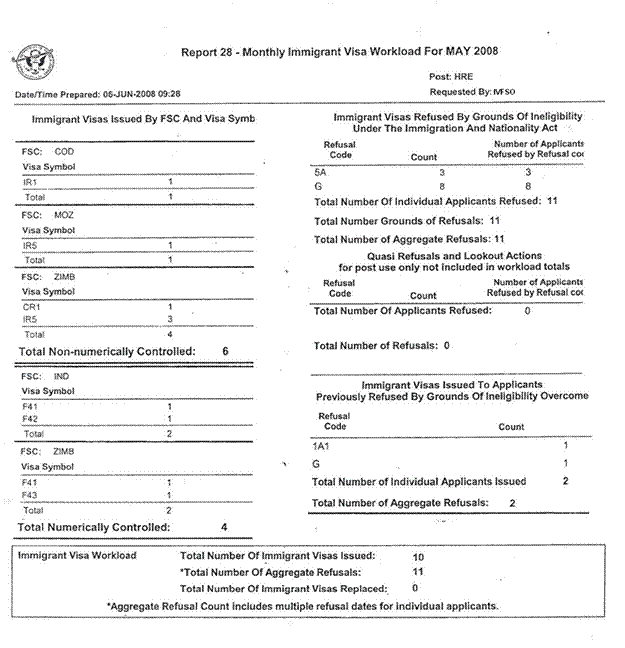 Report 28 - Monthly Immigrant Visa Workload For MAY 2008
Post: HRE
Date/Time Prepared: 06-JUN-2008 09:28
Requested By: IVFSO
Immigrant Visas Issued By FSC And Visa Symb
FSC: COD
Visa Symbol
IR1 1
Total 1
FSC: MOZ
Visa Symbol
IR5 1
Total 1
FSC: ZIMB
Visa Symbol
CR1 1
IR5 3
Total 4
Total Non-numerically Controlled: 6
FSC: IND
Visa Symbol
F41 1
F42 1
Total 2
FSC: ZIMB
Visa Symbol
F41 1
F43 1
Total 2
Total Numerically Controlled: 4
Immigrant Visas Refused By Grounds Of Ineligibility
Under The Immigration And Nationality Act
Refusal Code Count Number of Applicants Refused by Refusal coc
5A 3 3
G 8 8
Total Number Of Individual Applicants Refused: 11
Total Number Grounds of Refusals: 11
Total Number of Aggregate Refusals: 11
Quasi Refusals and Lookout Actions
for post use only not included in workload totals
Refusal Code Count Number of Applicants Refused by Refusal coc
Total Number Of Applicants Refused: 0
Total Number of Refusals: 0
Immigrant Visas Issued To Applicants
Previously Refused By Grounds Of Ineligibility Overcome
Refusal Code Count
1A1 1
G 1
Total Number of Individual Applicants Issued 2
Total Number of Aggregate Refusals: 2
Immigrant Visa Workload
Total Number Of Immigrant Visas Issued: 10
*Total Number Of Aggregate Refusals: 11
Total Number Of Immigrant Visas Replaced: 0
*Aggregate Refusal Count includes multiple refusal dates for individual applicants.